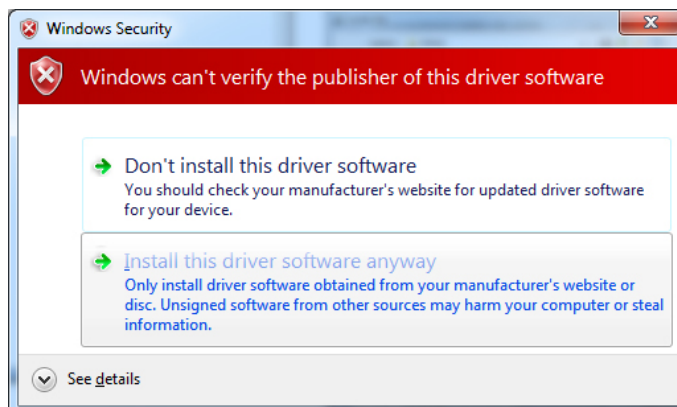 Windows Security
Windows can't verify the publisher of this driver software
Don't install this driver software
You should check your manufacturer's website for updated driver software
for your device.
Install this driver software anyway
Only install driver software obtained from your manufacturer's website or
disc. Unsigned software from other sources may harm your computer or steal
information.
See details